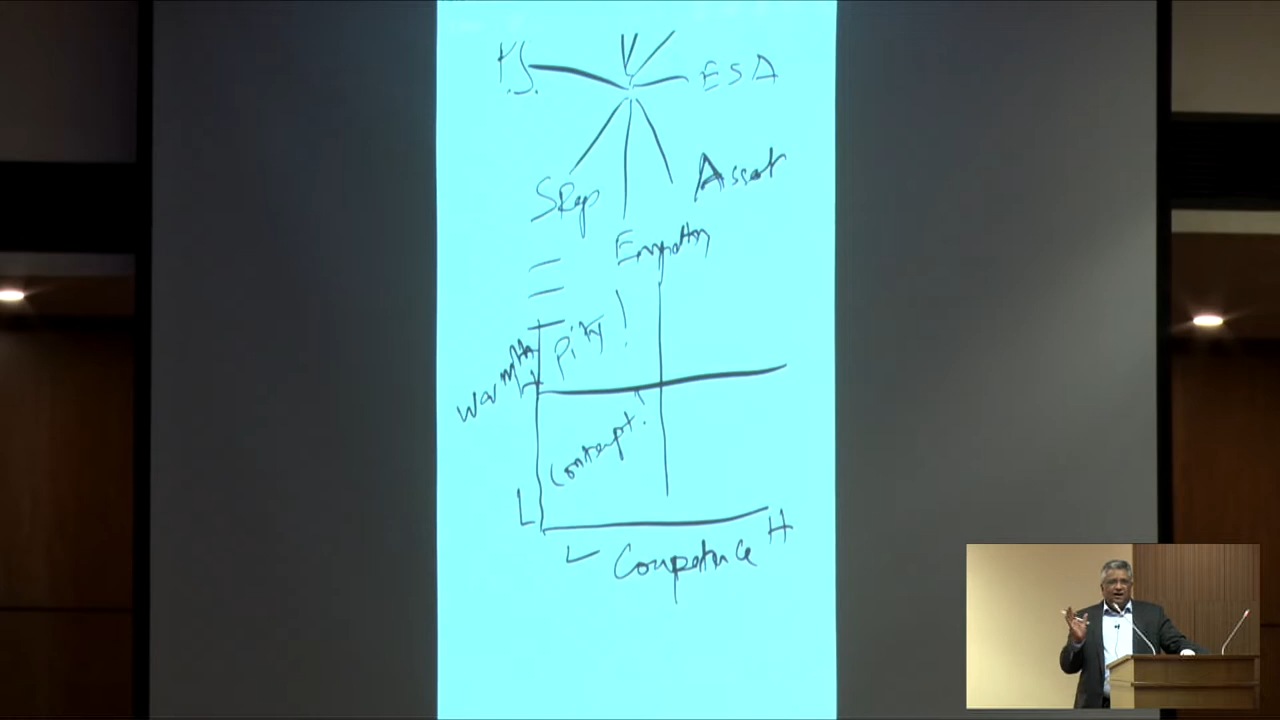 P.S.
ESA
SRep
Asset
Empathy
Pity
Warmth
Contempt.
L
L Competence H